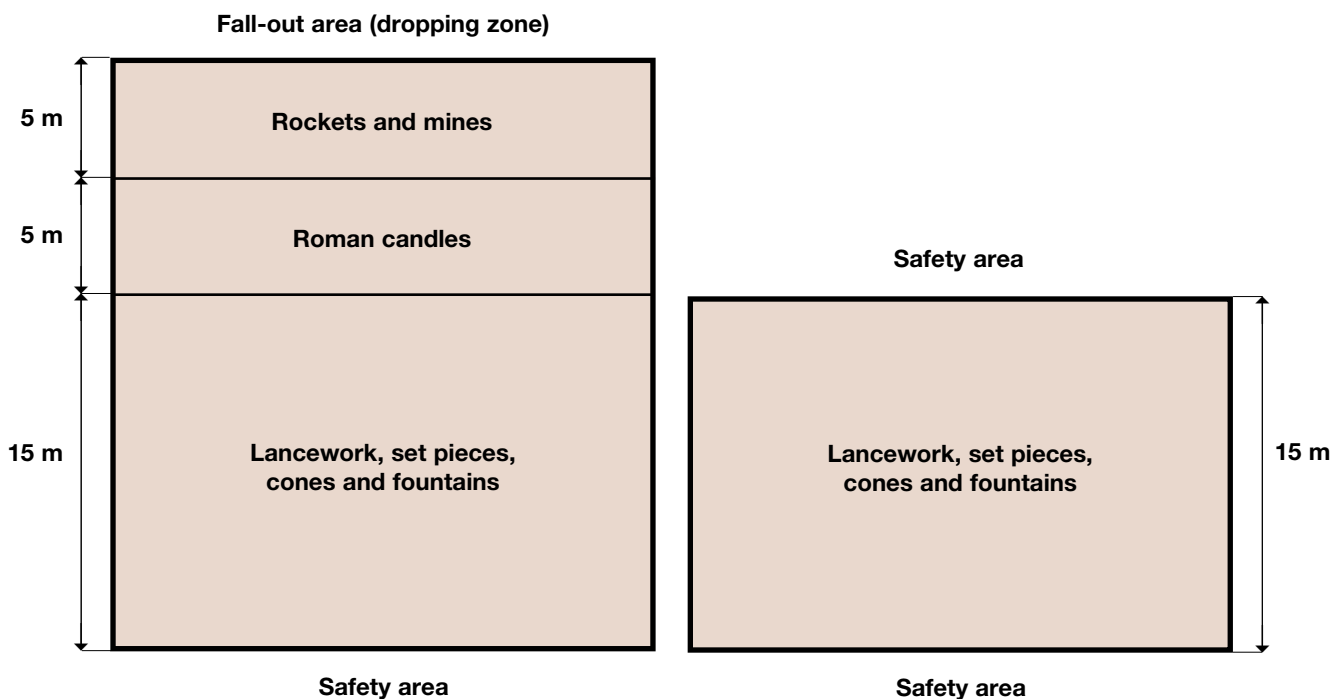 Fall-out area (dropping zone)
5 m
Rockets and mines
5 m
Roman candles
15 m
Lancework, set pieces,
cones and fountains
Safety area
Safety area
Lancework, set pieces,
cones and fountains
15 m
Safety area